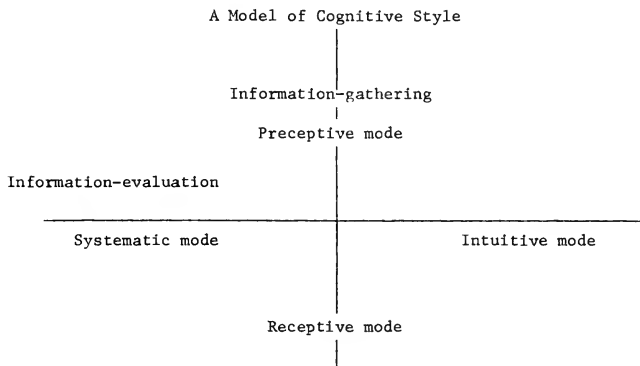 A Model of Cognitive Style
Information-gathering
Preceptive mode
Information-evaluation
Systematic mode Intuitive mode
Receptive mode